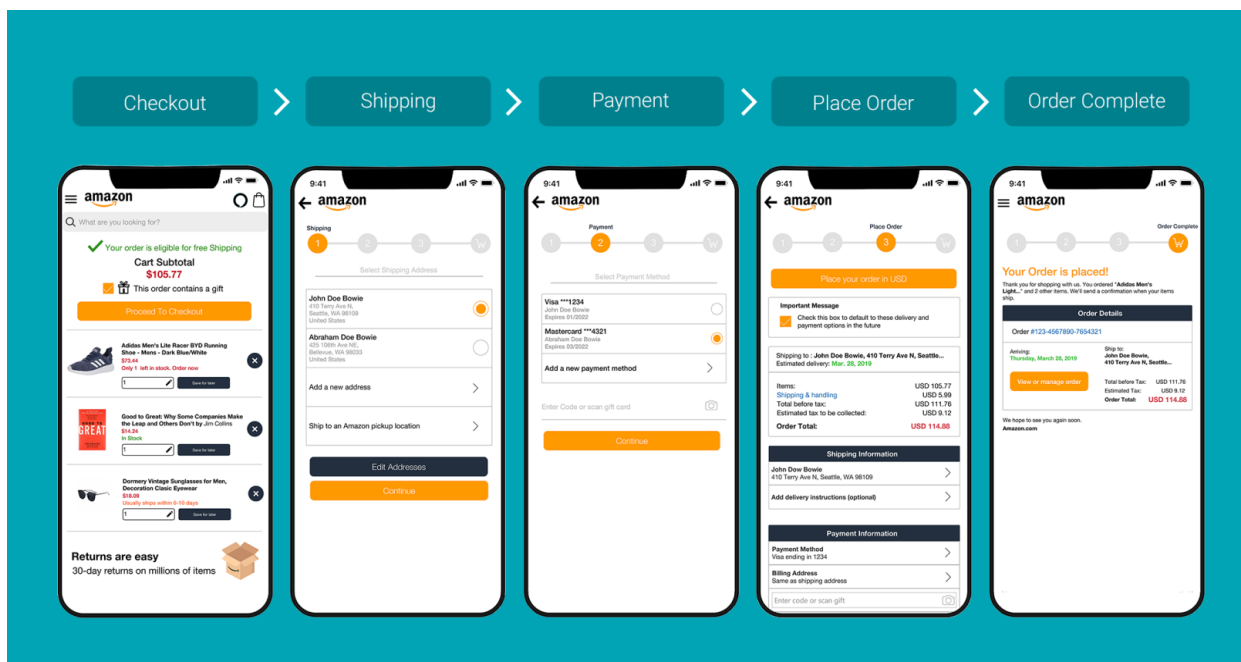 Checkout
Shipping
Payment
Place Order
Order Complete
amazon
What are you looking for?
Your order is eligible for free Shipping
Cart Subtotal
$105.77
This order contains a gift
Proceed To Checkout
Adidas Men's Lite Racer BYD Running
Shoe - Mens - Dark Blue/White
$73.44
Only 1 left in stock. Order now
1
Save for later
GREAT
Good to Great: Why Some Companies Make
the Leap and Others Don't by Jim Collins
$14.24
In Stock
1
Save for later
Dormery Vintage Sunglasses for Men,
Decoration Clasic Eyewear
$18.09
Usually ships within 6-10 days
1
Save for later
Returns are easy
30-day returns on millions of items
9:41
amazon
Shipping
1
2
3
Select Shipping Address
John Doe Bowie
410 Terry Ave N,
Seattle, WA 98109
United States
Abraham Doe Bowie
425 106th Ave NE,
Bellevue, WA 98033
United States
Add a new address
Ship to an Amazon pickup location
Edit Addresses
Continue
9:41
amazon
Payment
1
2
3
Select Payment Method
Visa ***1234
John Doe Bowie
Expires 01/2022
Mastercard ***4321
Abraham Doe Bowie
Expires 03/2022
Add a new payment method
Enter Code or scan gift card
Continue
9:41
amazon
Place Order
1
2
3
Place your order in USD
Important Message
Check this box to default to these delivery and
payment options in the future
Shipping to : John Doe Bowie, 410 Terry Ave N, Seattle...
Estimated delivery: Mar. 28, 2019
Items: USD 105.77
Shipping & handling USD 5.99
Total before tax: USD 111.76
Estimated tax to be collected: USD 9.12
Order Total: USD 114.88
Shipping Information
John Dow Bowie
410 Terry Ave N, Seattle, WA 98109
Add delivery instructions (optional)
Payment Information
Payment Method
Visa ending in 1234
Billing Address
Same as shipping address
Enter code or scan gift
9:41
amazon
Order Complete
1
2
3
Your Order is placed!
Thank you for shopping with us. You ordered "Adidas Men's
Light..." and 2 other items. We'll send a confirmation when your items
ship.
Order Details
Order #123-4567890-7654321
Arriving:
Thursday, March 28, 2019
View or manage order
Ship to:
John Doe Bowie,
410 Terry Ave N, Seattle...
Total before Tax: USD 111.76
Estimated Tax: USD 9.12
Order Total: USD 114.88
We hope to see you again soon.
Amazon.com